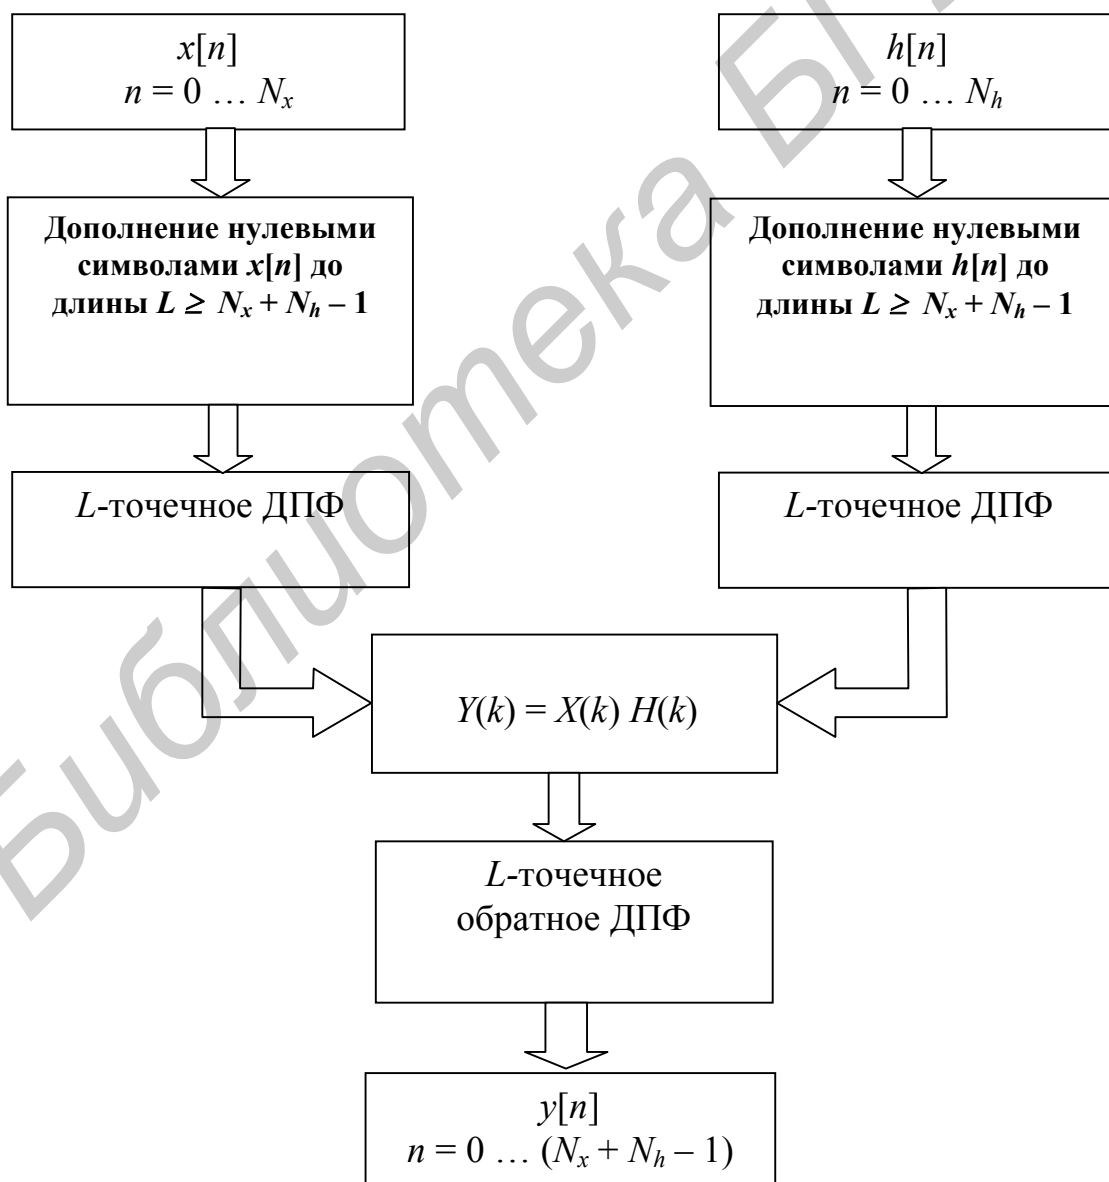 x[n]
n = 0 … Nₓ
h[n]
n = 0 … Nₕ
Дополнение нулевыми
символами x[n] до
длины L ≥ Nₓ + Nₕ – 1
Дополнение нулевыми
символами h[n] до
длины L ≥ Nₓ + Nₕ – 1
L-точечное ДПФ
L-точечное ДПФ
Y(k) = X(k) H(k)
L-точечное
обратное ДПФ
y[n]
n = 0 … (Nₓ + Nₕ – 1)
Библиотека